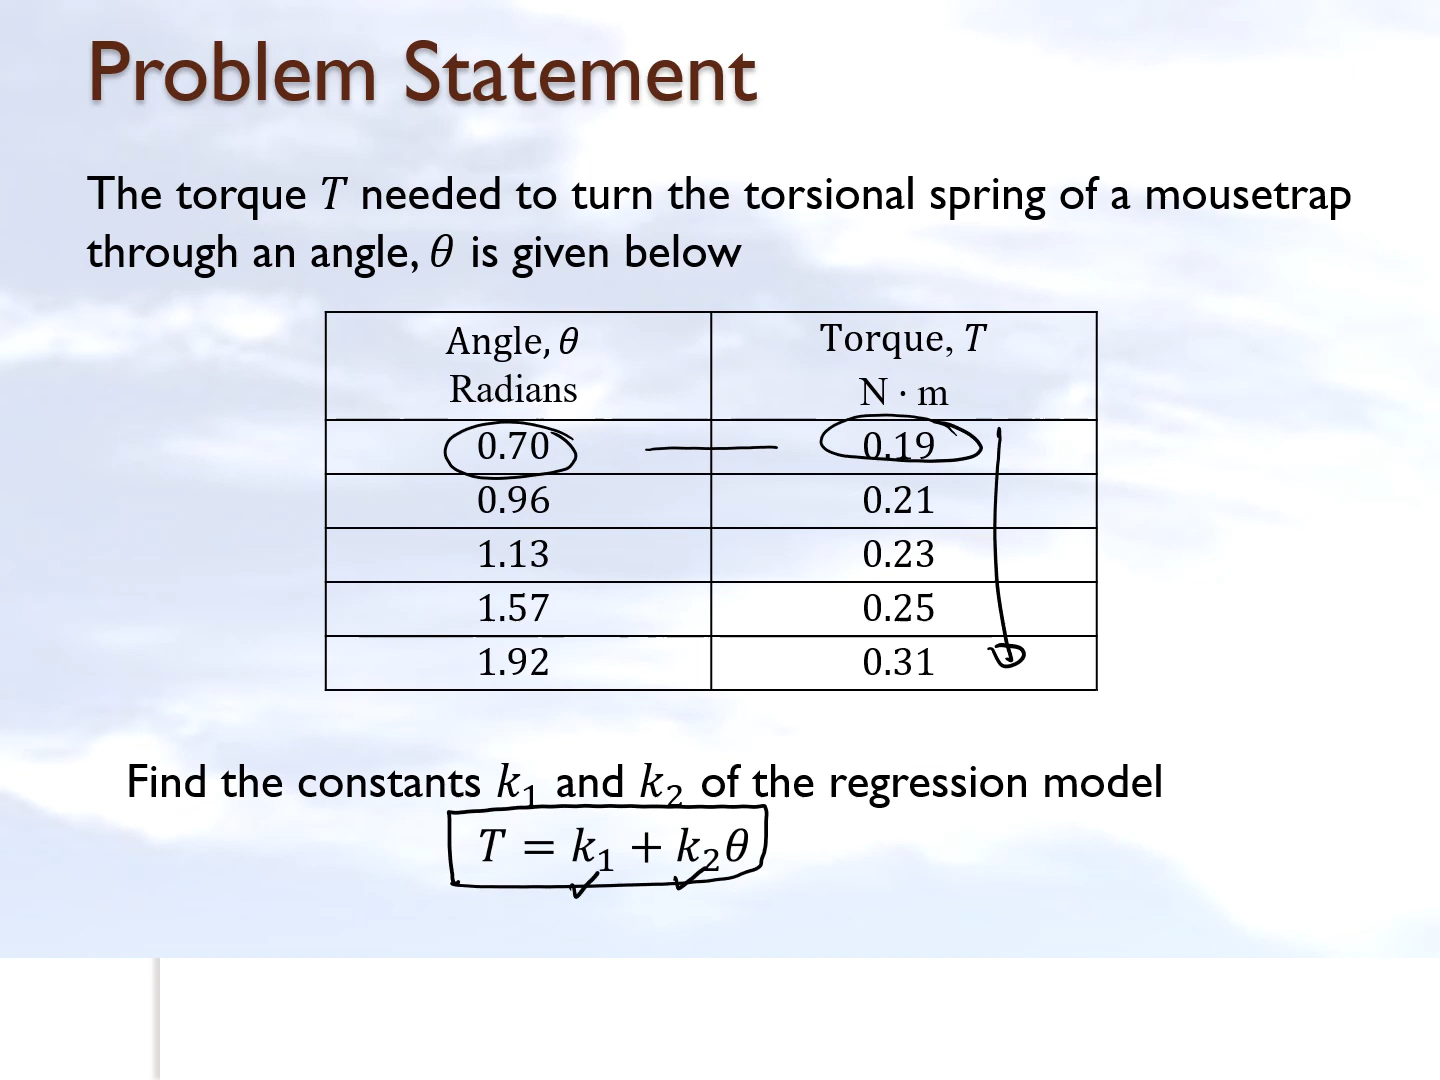 Problem Statement
The torque T needed to turn the torsional spring of a mousetrap
through an angle, θ is given below
Angle, θ
Radians
Torque, T
N · m
0.70 0.19
0.96 0.21
1.13 0.23
1.57 0.25
1.92 0.31
Find the constants k₁ and k₂ of the regression model
T = k₁ + k₂θ